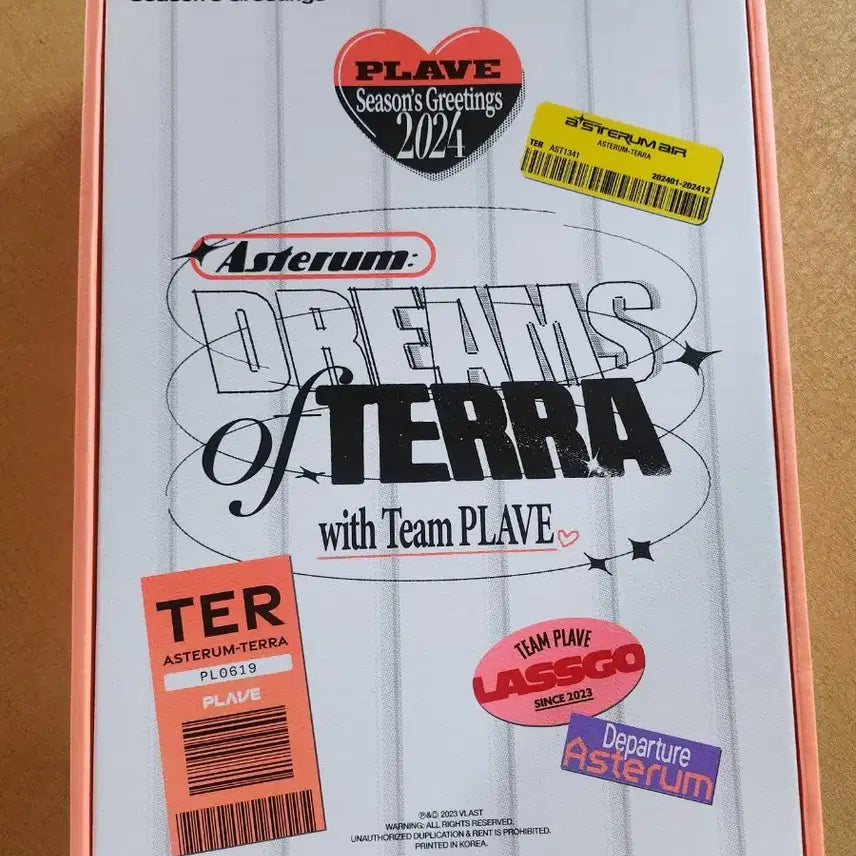 Season's Greetings
PLAVE
Season's Greetings
2024
asterum air
ASTERUM-TERRA
TER AST1341
202401-202412
Asterum:
DREAMS
of TERRA
with Team PLAVE
TER
ASTERUM-TERRA
PL0619
PLAVE
TEAM PLAVE
LASSGO
SINCE 2023
Departure
Asterum
℗&© 2023 VLAST
WARNING: ALL RIGHTS RESERVED.
UNAUTHORIZED DUPLICATION & RENT IS PROHIBITED.
PRINTED IN KOREA.